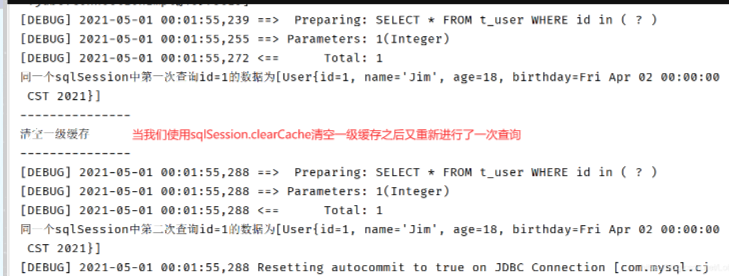 [DEBUG] 2021-05-01 00:01:55,239 ==>  Preparing: SELECT * FROM t_user WHERE id in ( ? )
[DEBUG] 2021-05-01 00:01:55,255 ==> Parameters: 1(Integer)
[DEBUG] 2021-05-01 00:01:55,272 <==      Total: 1
同一个sqlSession中第一次查询id=1的数据为[User{id=1, name='Jim', age=18, birthday=Fri Apr 02 00:00:00
CST 2021}]
---------------
清空一级缓存 当我们使用sqlSession.clearCache清空一级缓存之后又重新进行了一次查询
---------------
[DEBUG] 2021-05-01 00:01:55,288 ==>  Preparing: SELECT * FROM t_user WHERE id in ( ? )
[DEBUG] 2021-05-01 00:01:55,288 ==> Parameters: 1(Integer)
[DEBUG] 2021-05-01 00:01:55,288 <==      Total: 1
同一个sqlSession中第二次查询id=1的数据为[User{id=1, name='Jim', age=18, birthday=Fri Apr 02 00:00:00
CST 2021}]
[DEBUG] 2021-05-01 00:01:55,288 Resetting autocommit to true on JDBC Connection [com.mysql.cj